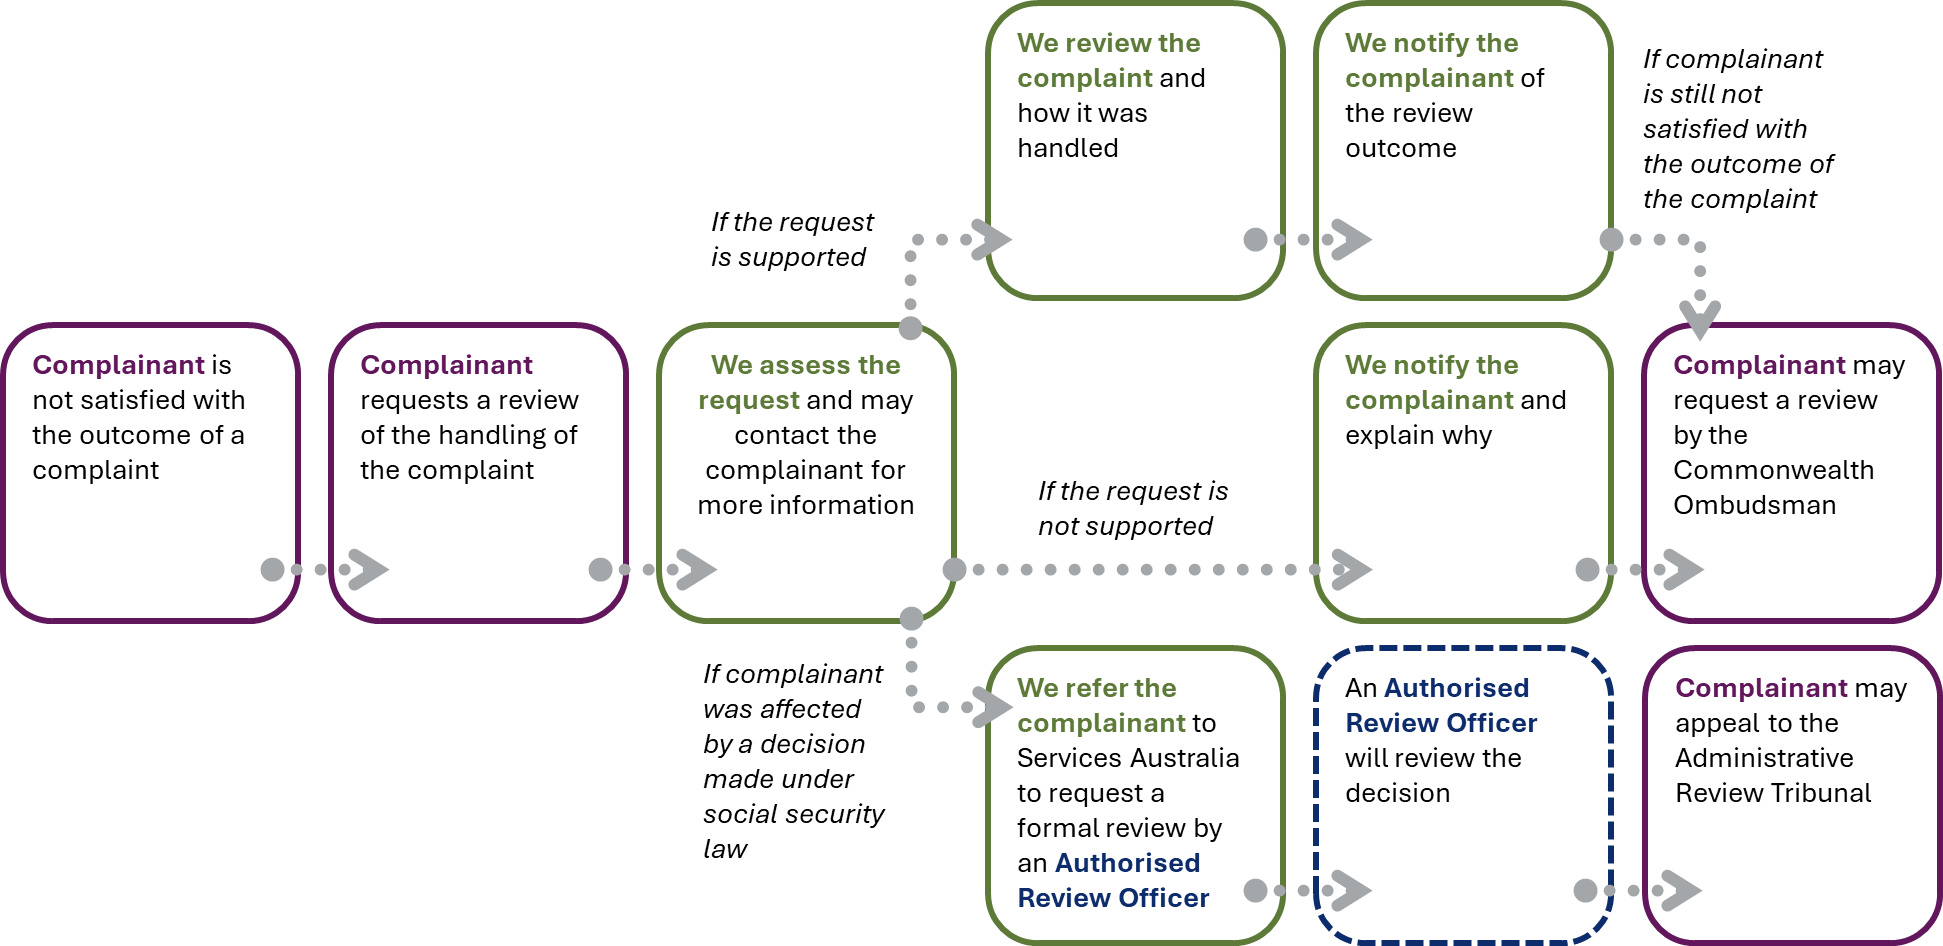 Complainant is
not satisfied with
the outcome of a
complaint
Complainant
requests a review
of the handling of
the complaint
We assess the
request and may
contact the
complainant for
more information
If the request
is supported
We review the
complaint and
how it was
handled
We notify the
complainant of
the review
outcome
If complainant
is still not
satisfied with
the outcome of
the complaint
If the request is
not supported
We notify the
complainant and
explain why
Complainant may
request a review
by the
Commonwealth
Ombudsman
If complainant
was affected
by a decision
made under
social security
law
We refer the
complainant to
Services Australia
to request a
formal review by
an Authorised
Review Officer
An Authorised
Review Officer
will review the
decision
Complainant may
appeal to the
Administrative
Review Tribunal